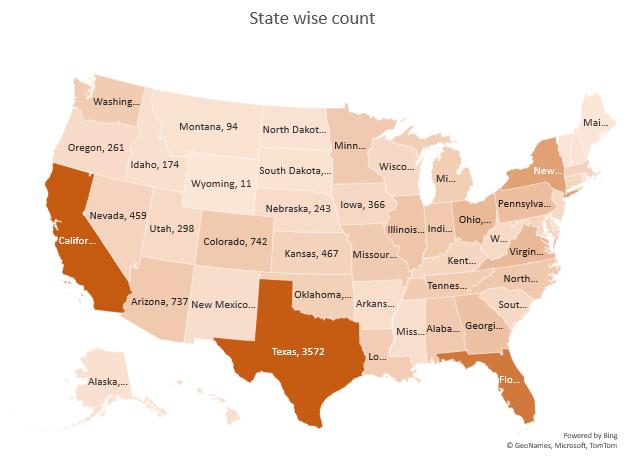 State wise count
Washing...
Montana, 94
North Dakot...
Minn...
Mai...
Oregon, 261
Idaho, 174
South Dakota,...
Wisco...
Mi...
New...
Wyoming, 11
Nebraska, 243
Iowa, 366
Pennsylva...
Nevada, 459
Utah, 298
Colorado, 742
Illinois...
Indi...
Ohio,...
Califor...
Kansas, 467
Missour...
W...
Virgin...
Kent...
Arizona, 737
New Mexico...
Oklahoma,...
Arkans...
Tennes...
North...
Sout...
Texas, 3572
Lo...
Miss...
Alaba...
Georgi...
Alaska,...
Flo...
Powered by Bing
© GeoNames, Microsoft, TomTom